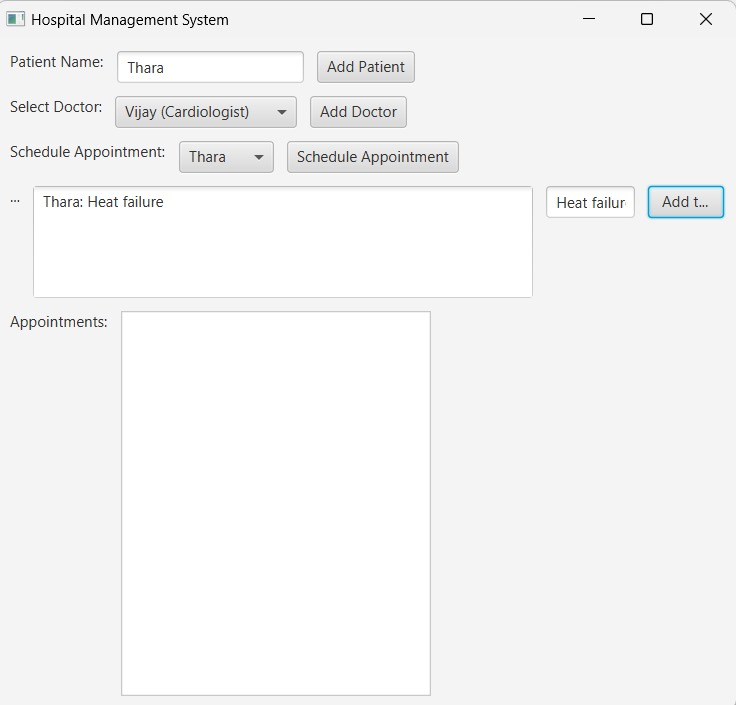 Hospital Management System
Patient Name: Thara Add Patient
Select Doctor: Vijay (Cardiologist) Add Doctor
Schedule Appointment: Thara Schedule Appointment
... Thara: Heat failure Heat failur Add t...
Appointments: